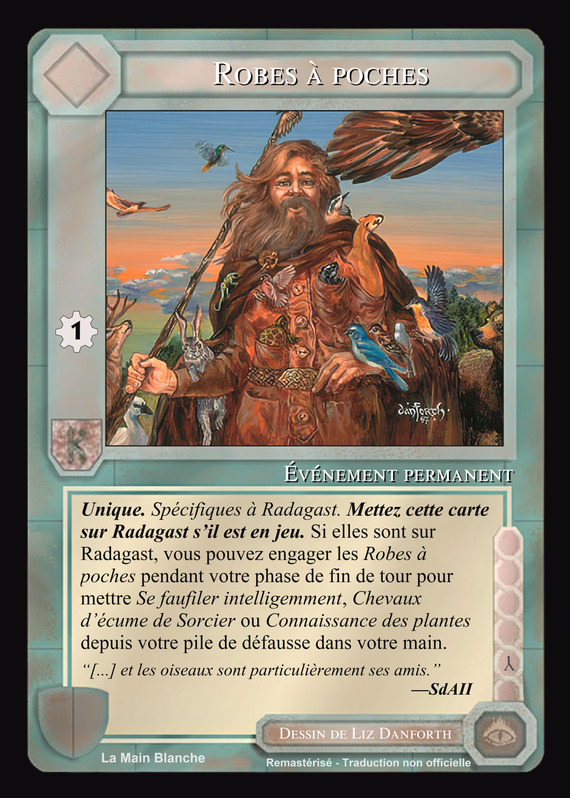 Robes à poches
1
danforth. 97
Événement permanent
Unique. Spécifiques à Radagast. Mettez cette carte
sur Radagast s’il est en jeu. Si elles sont sur
Radagast, vous pouvez engager les Robes à
poches pendant votre phase de fin de tour pour
mettre Se faufiler intelligemment, Chevaux
d’écume de Sorcier ou Connaissance des plantes
depuis votre pile de défausse dans votre main.
“[...] et les oiseaux sont particulièrement ses amis.”
—SdAII
Dessin de Liz Danforth
La Main Blanche
Remastérisé - Traduction non officielle